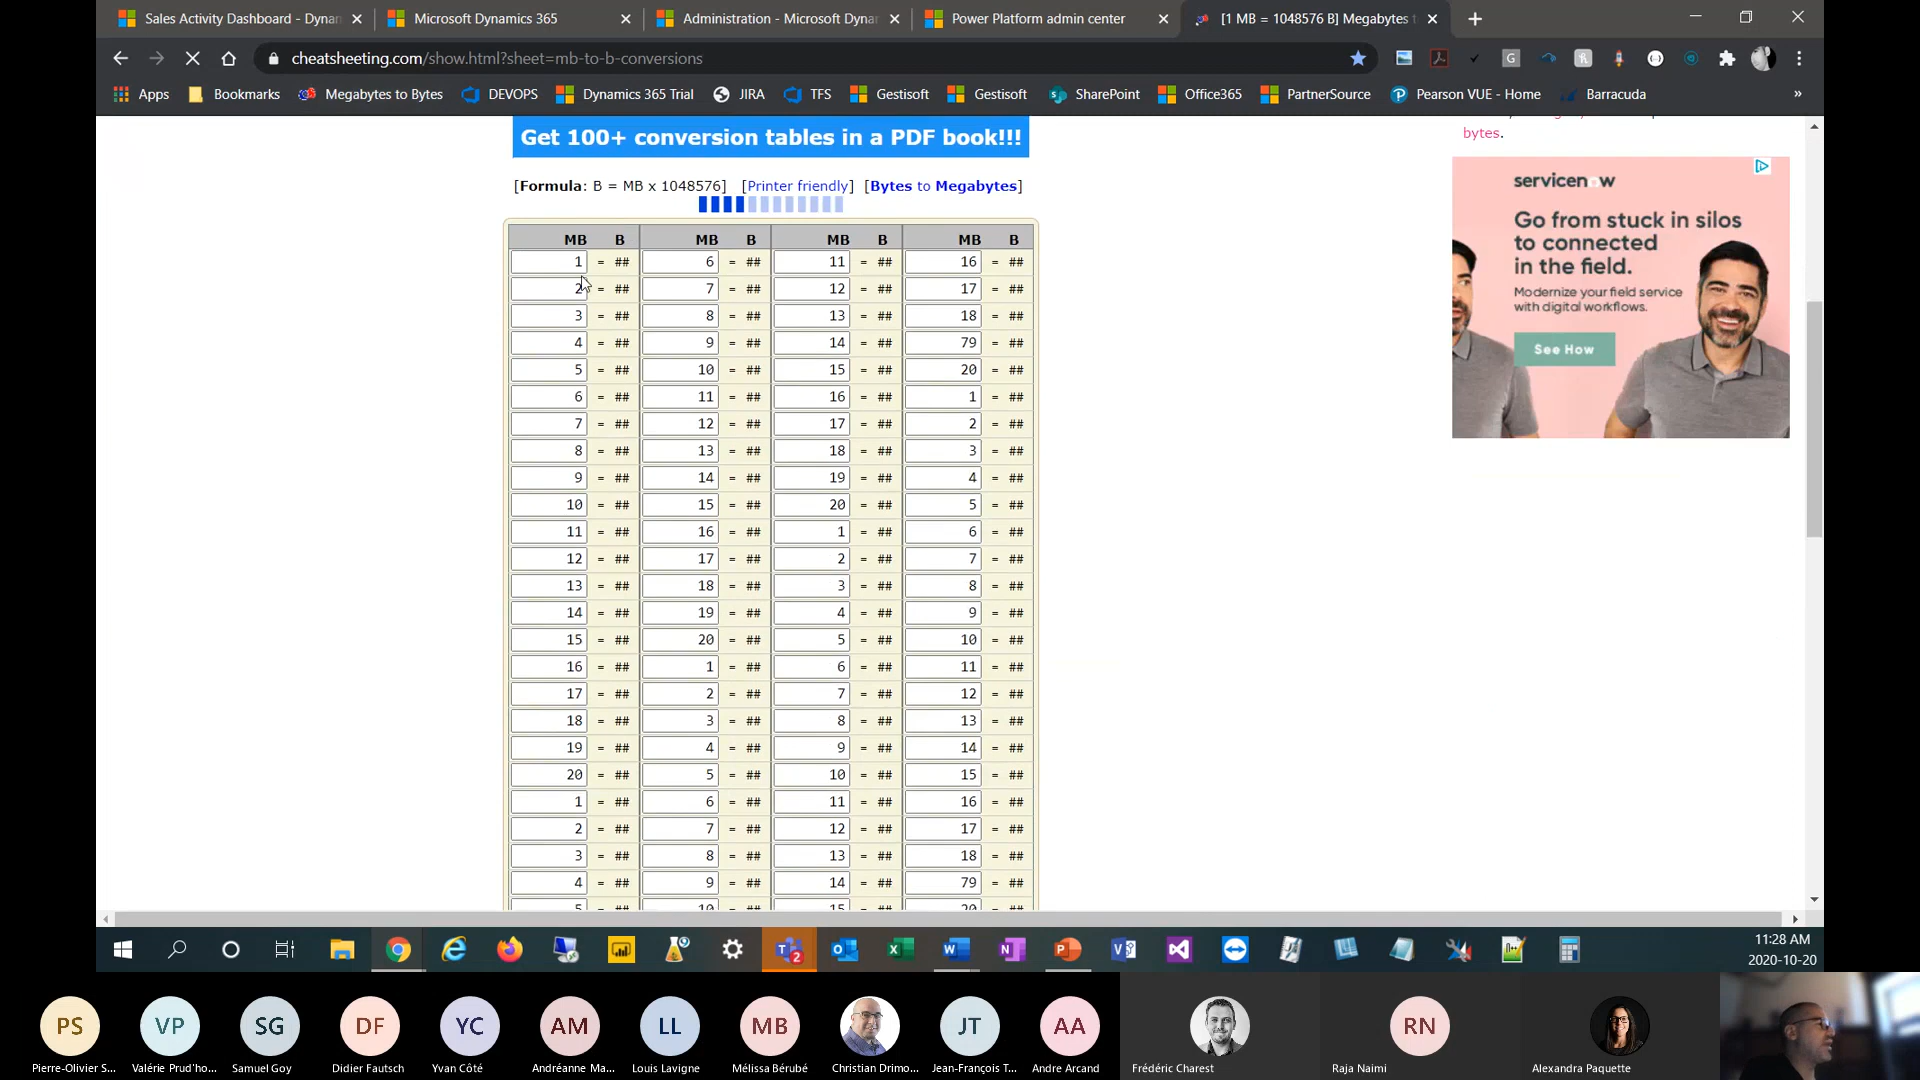 Sales Activity Dashboard - Dynar
Microsoft Dynamics 365
Administration - Microsoft Dynar
Power Platform admin center
[1 MB = 1048576 B] Megabytes t
cheatsheeting.com/show.html?sheet=mb-to-b-conversions
Apps Bookmarks Megabytes to Bytes DEVOPS Dynamics 365 Trial JIRA TFS Gestisoft Gestisoft SharePoint Office365 PartnerSource Pearson VUE - Home Barracuda »
Get 100+ conversion tables in a PDF book!!!
bytes.
[Formula: B = MB x 1048576] [Printer friendly] [Bytes to Megabytes]
MB B MB B MB B MB B
1 = ## 6 = ## 11 = ## 16 = ##
2 = ## 7 = ## 12 = ## 17 = ##
3 = ## 8 = ## 13 = ## 18 = ##
4 = ## 9 = ## 14 = ## 79 = ##
5 = ## 10 = ## 15 = ## 20 = ##
6 = ## 11 = ## 16 = ## 1 = ##
7 = ## 12 = ## 17 = ## 2 = ##
8 = ## 13 = ## 18 = ## 3 = ##
9 = ## 14 = ## 19 = ## 4 = ##
10 = ## 15 = ## 20 = ## 5 = ##
11 = ## 16 = ## 1 = ## 6 = ##
12 = ## 17 = ## 2 = ## 7 = ##
13 = ## 18 = ## 3 = ## 8 = ##
14 = ## 19 = ## 4 = ## 9 = ##
15 = ## 20 = ## 5 = ## 10 = ##
16 = ## 1 = ## 6 = ## 11 = ##
17 = ## 2 = ## 7 = ## 12 = ##
18 = ## 3 = ## 8 = ## 13 = ##
19 = ## 4 = ## 9 = ## 14 = ##
20 = ## 5 = ## 10 = ## 15 = ##
1 = ## 6 = ## 11 = ## 16 = ##
2 = ## 7 = ## 12 = ## 17 = ##
3 = ## 8 = ## 13 = ## 18 = ##
4 = ## 9 = ## 14 = ## 79 = ##
5 = ## 10 = ## 15 = ## 20 = ##
servicenow
Go from stuck in silos
to connected
in the field.
Modernize your field service
with digital workflows.
See How
11:28 AM
2020-10-20
PS VP SG DF YC AM LL MB JT AA RN
Pierre-Olivier S... Valérie Prud'ho... Samuel Goy Didier Fautsch Yvan Côté Andréanne Ma... Louis Lavigne Mélissa Bérubé Christian Drimo... Jean-François T... Andre Arcand Frédéric Charest Raja Naimi Alexandra Paquette